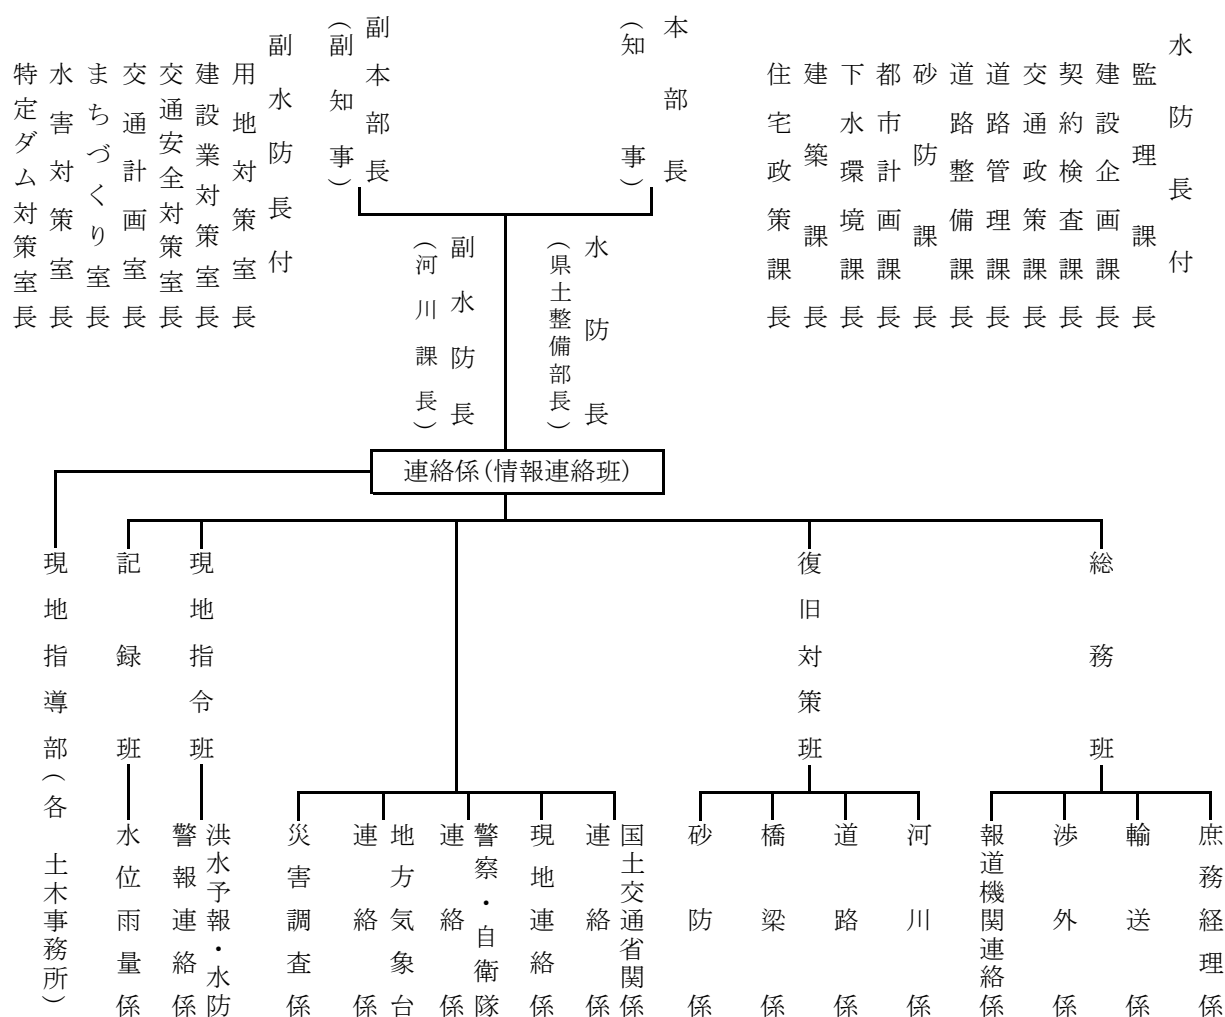 水防長付
監理課長
建設企画課長
契約検査課長
交通政策課長
道路管理課長
道路整備課長
砂防課長
都市計画課長
下水環境課長
建築課長
住宅政策課長
本部長
(知事)
副本部長
(副知事)
副水防長付
用地対策室長
建設業対策室長
交通安全対策室長
交通計画室長
まちづくり室長
水害対策室長
特定ダム対策室長
水防長
(県土整備部長)
副水防長
(河川課長)
連絡係(情報連絡班)
総務班
復旧対策班
現地指令班
記録班
現地指導部(各 土木事務所)
庶務経理係
輸送係
渉外係
報道機関連絡係
河川係
道路係
橋梁係
砂防係
国土交通省関係
連絡係
現地連絡係
警察・自衛隊
連絡係
地方気象台
連絡係
災害調査係
洪水予報・水防
警報連絡係
水位雨量係